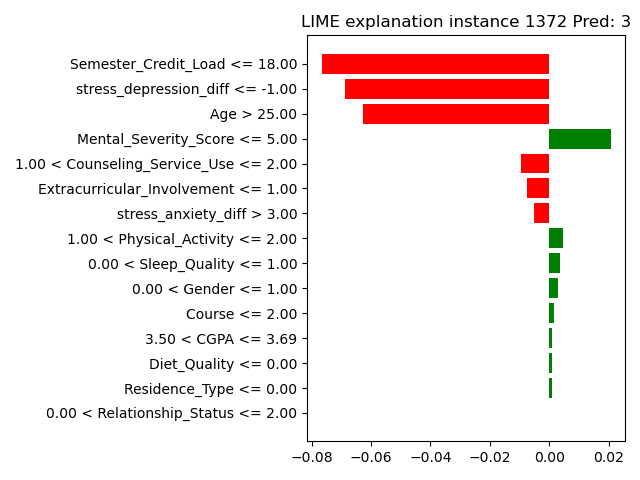 LIME explanation instance 1372 Pred: 3
Semester_Credit_Load <= 18.00
stress_depression_diff <= -1.00
Age > 25.00
Mental_Severity_Score <= 5.00
1.00 < Counseling_Service_Use <= 2.00
Extracurricular_Involvement <= 1.00
stress_anxiety_diff > 3.00
1.00 < Physical_Activity <= 2.00
0.00 < Sleep_Quality <= 1.00
0.00 < Gender <= 1.00
Course <= 2.00
3.50 < CGPA <= 3.69
Diet_Quality <= 0.00
Residence_Type <= 0.00
0.00 < Relationship_Status <= 2.00
−0.08 −0.06 −0.04 −0.02 0.00 0.02